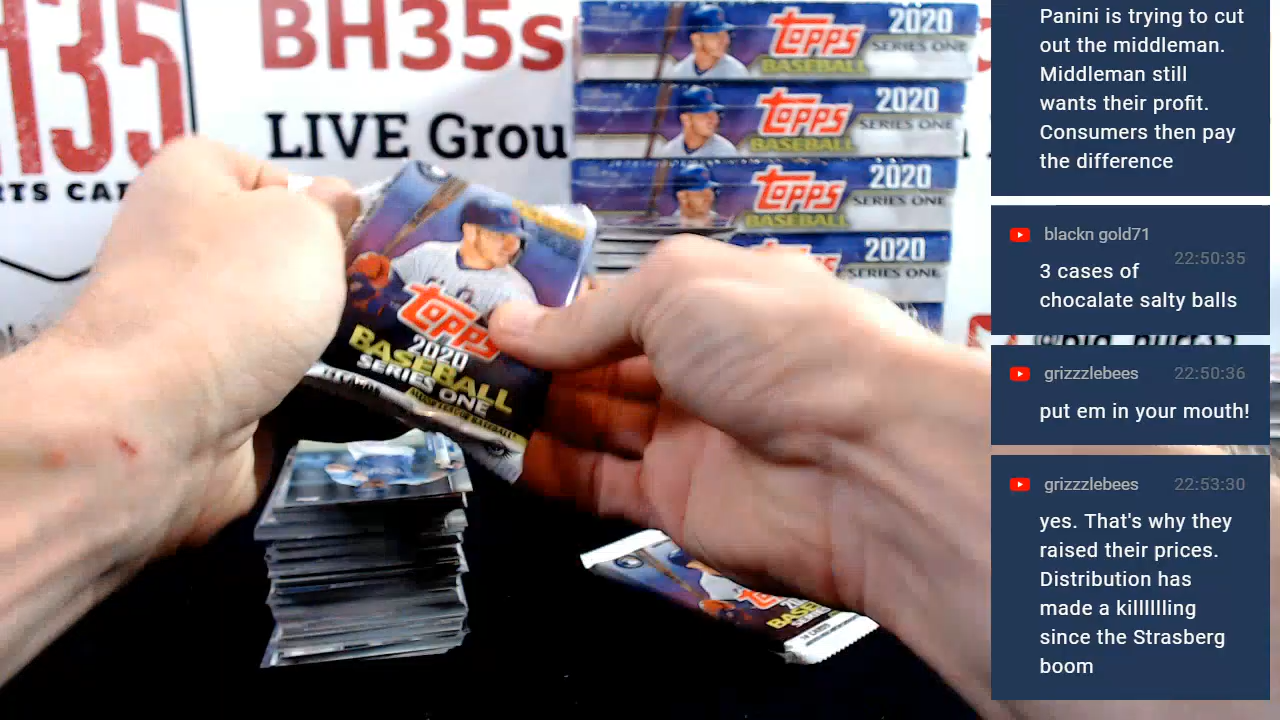 H35
RTS CA
BH35s
LIVE Grou
2020
Topps
SERIES ONE
BASEBALL
2020
Topps
SERIES ONE
BASEBALL
2020
Topps
SERIES ONE
BASEBALL
2020
SERIES ONE
Topps
2020
BASEBALL
SERIES
ONE
Panini is trying to cut
out the middleman.
Middleman still
wants their profit.
Consumers then pay
the difference
blackn gold71
22:50:35
3 cases of
chocalate salty balls
grizzzlebees
22:50:36
put em in your mouth!
grizzzlebees
22:53:30
yes. That's why they
raised their prices.
Distribution has
made a killlllling
since the Strasberg
boom